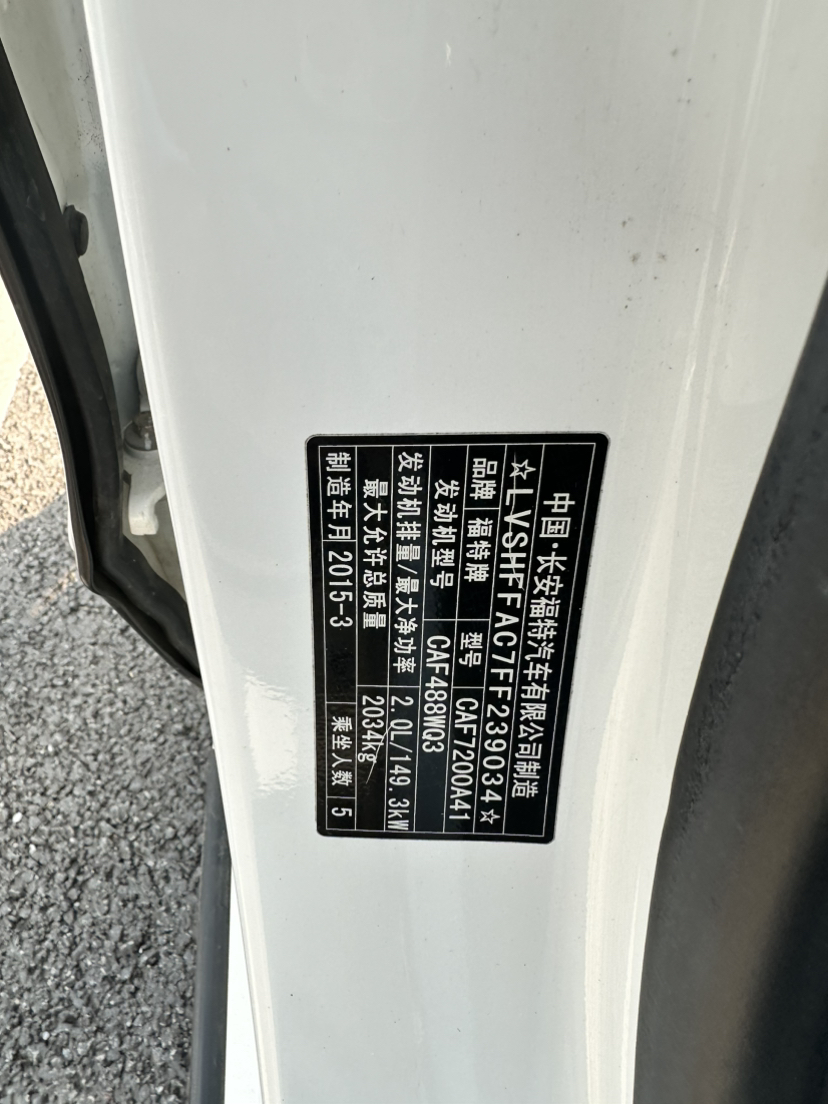 中国·长安福特汽车有限公司制造
☆LVSHFFAC7FF239034☆
品牌 福特牌 型号 CAF7200A41
发动机型号 CAF488WQ3
发动机排量/最大净功率 2.0L/149.3kW
最大允许总质量 2034kg
制造年月 2015-3 乘坐人数 5